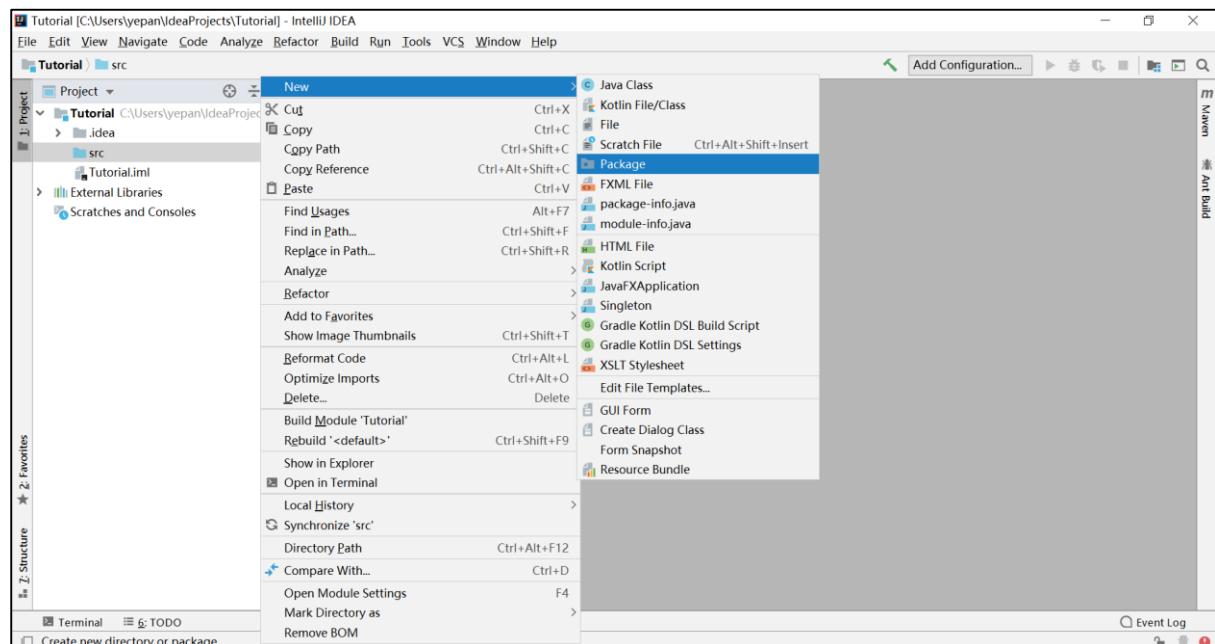 Tutorial [C:\Users\yepan\IdeaProjects\Tutorial] - IntelliJ IDEA
File Edit View Navigate Code Analyze Refactor Build Run Tools VCS Window Help
Tutorial src
Add Configuration...
1: Project
Project
Tutorial C:\Users\yepan\IdeaProjec
.idea
src
Tutorial.iml
External Libraries
Scratches and Consoles
New
Cut Ctrl+X
Copy Ctrl+C
Copy Path Ctrl+Shift+C
Copy Reference Ctrl+Alt+Shift+C
Paste Ctrl+V
Find Usages Alt+F7
Find in Path... Ctrl+Shift+F
Replace in Path... Ctrl+Shift+R
Analyze
Refactor
Add to Favorites
Show Image Thumbnails Ctrl+Shift+T
Reformat Code Ctrl+Alt+L
Optimize Imports Ctrl+Alt+O
Delete... Delete
Build Module 'Tutorial'
Rebuild '<default>' Ctrl+Shift+F9
Show in Explorer
Open in Terminal
Local History
Synchronize 'src'
Directory Path Ctrl+Alt+F12
Compare With... Ctrl+D
Open Module Settings F4
Mark Directory as
Remove BOM
Java Class
Kotlin File/Class
File
Scratch File Ctrl+Alt+Shift+Insert
Package
FXML File
package-info.java
module-info.java
HTML File
Kotlin Script
JavaFXApplication
Singleton
Gradle Kotlin DSL Build Script
Gradle Kotlin DSL Settings
XSLT Stylesheet
Edit File Templates...
GUI Form
Create Dialog Class
Form Snapshot
Resource Bundle
m Maven
Ant Build
2: Favorites
7: Structure
Terminal 6: TODO
Event Log
Create new directory or package